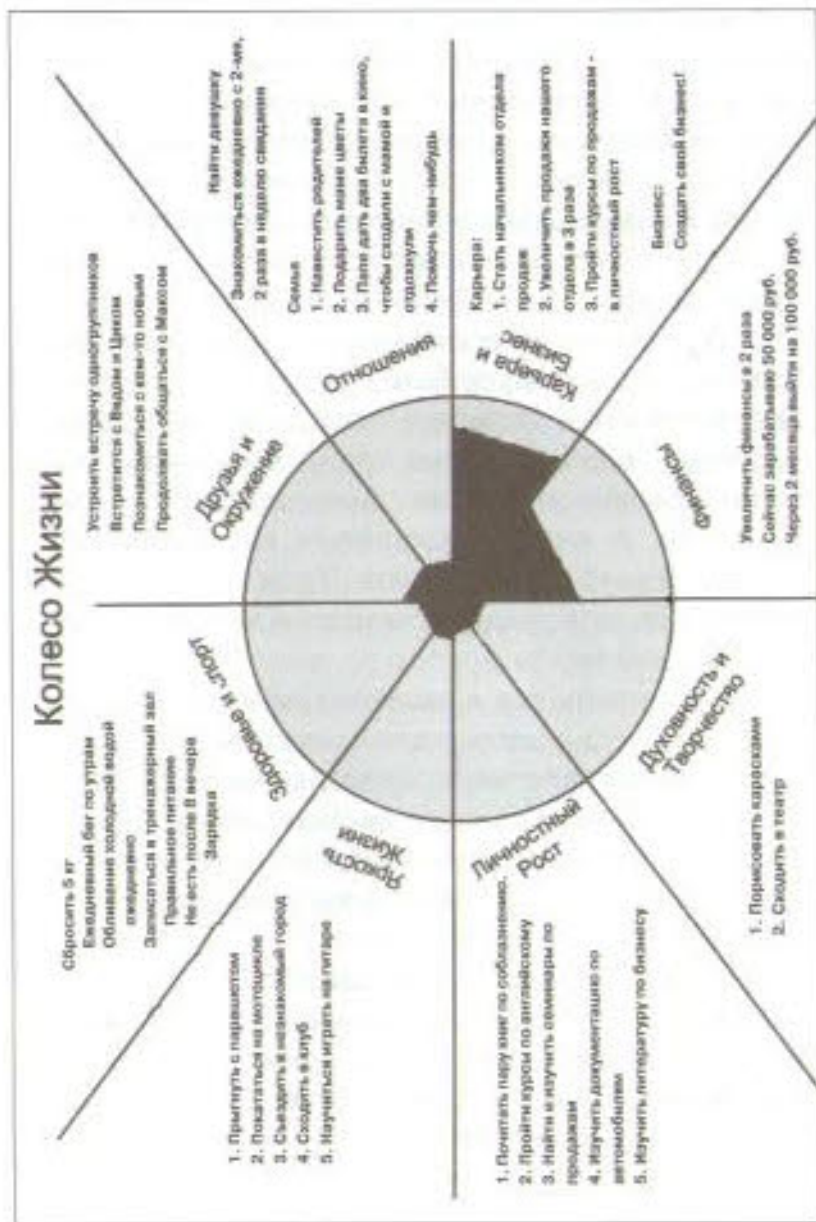 Колесо Жизни
Сбросить 5 кг
Ежедневный бег по утрам
Обливание холодной водой
ежедневно
Записаться в тренажерный зал
Правильное питание
Не есть после 8 вечера
Зарядка
Здоровье и Спорт
Устроить встречу одногруппников
Встретится с Видом и Циком
Познакомиться с кем-то новым
Продолжать общаться с Максом
Друзья и
Окружение
Найти девушку
Знакомиться ежедневно с 2-мя,
2 раза в неделю свидания
Семья
1. Навестить родителей
2. Подарить маме цветы
3. Папе дать два билета в кино,
чтобы сходили с мамой и
отдохнули
4. Помочь чем-нибудь
Отношения
Карьера и
Бизнес
Карьера:
1. Стать начальником отдела
продаж
2. Увеличить продажи нашего
отдела в 3 раза
3. Пройти курсы по продажам -
в личностный рост
Бизнес:
Создать свой бизнес!
Финансы
Увеличить финансы в 2 раза
Сейчас зарабатываю 50 000 руб.
Через 2 месяца выйти на 100 000 руб.
Духовность и
Творчество
1. Порисовать карасками
2. Сходить в театр
Личностный
Рост
1. Почитать пару книг по соблазнению.
2. Пройти курсы по английскому
3. Найти и изучить семинары по
продажам
4. Изучить документацию по
автомобилям
5. Изучить литературу по бизнесу
Яркость
Жизни
1. Прыгнуть с парашютом
2. Покататься на мотоцикле
3. Съездить в незнакомый город
4. Сходить в клуб
5. Научиться играть на гитаре